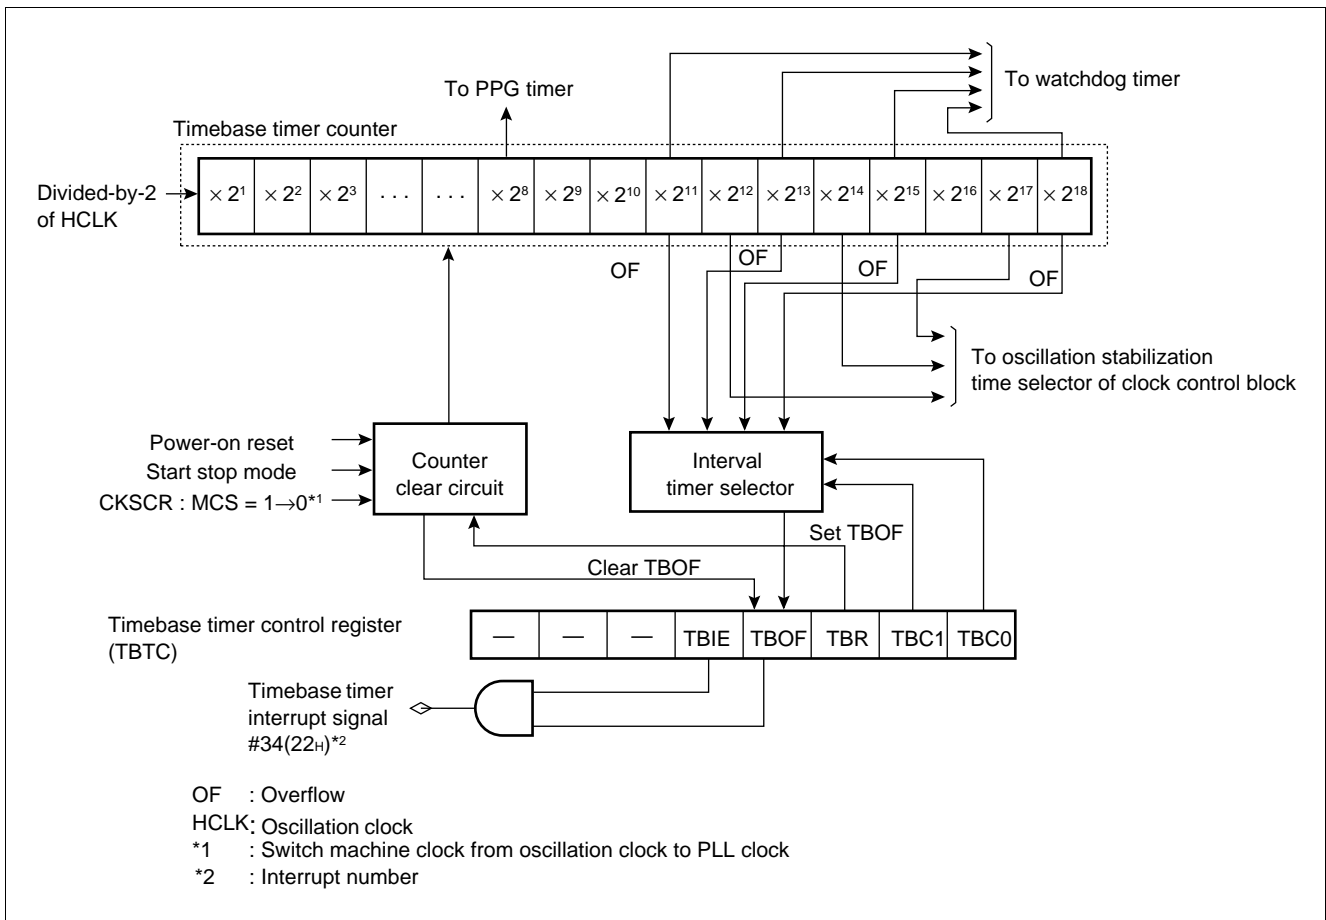 To PPG timer
To watchdog timer
Timebase timer counter
Divided-by-2
of HCLK
× 2¹ × 2² × 2³ ··· ··· × 2⁸ × 2⁹ × 2¹⁰ × 2¹¹ × 2¹² × 2¹³ × 2¹⁴ × 2¹⁵ × 2¹⁶ × 2¹⁷ × 2¹⁸
OF OF OF OF
To oscillation stabilization
time selector of clock control block
Power-on reset
Start stop mode
CKSCR : MCS = 1→0*¹
Counter
clear circuit
Interval
timer selector
Set TBOF
Clear TBOF
Timebase timer control register
(TBTC)
— — — TBIE TBOF TBR TBC1 TBC0
Timebase timer
interrupt signal
#34(22H)*²
OF : Overflow
HCLK: Oscillation clock
*1 : Switch machine clock from oscillation clock to PLL clock
*2 : Interrupt number